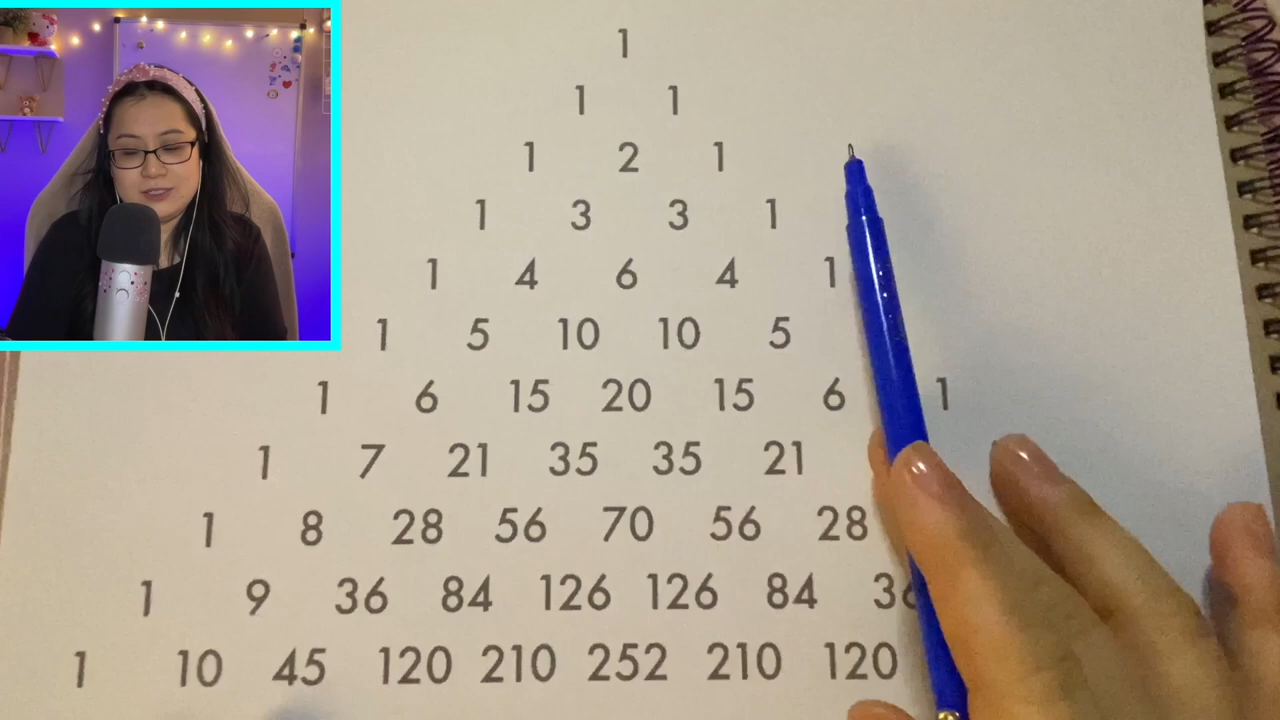 1
1 1
1 2 1
1 3 3 1
1 4 6 4 1
1 5 10 10 5
1 6 15 20 15 6 1
1 7 21 35 35 21
1 8 28 56 70 56 28
1 9 36 84 126 126 84 36
1 10 45 120 210 252 210 120